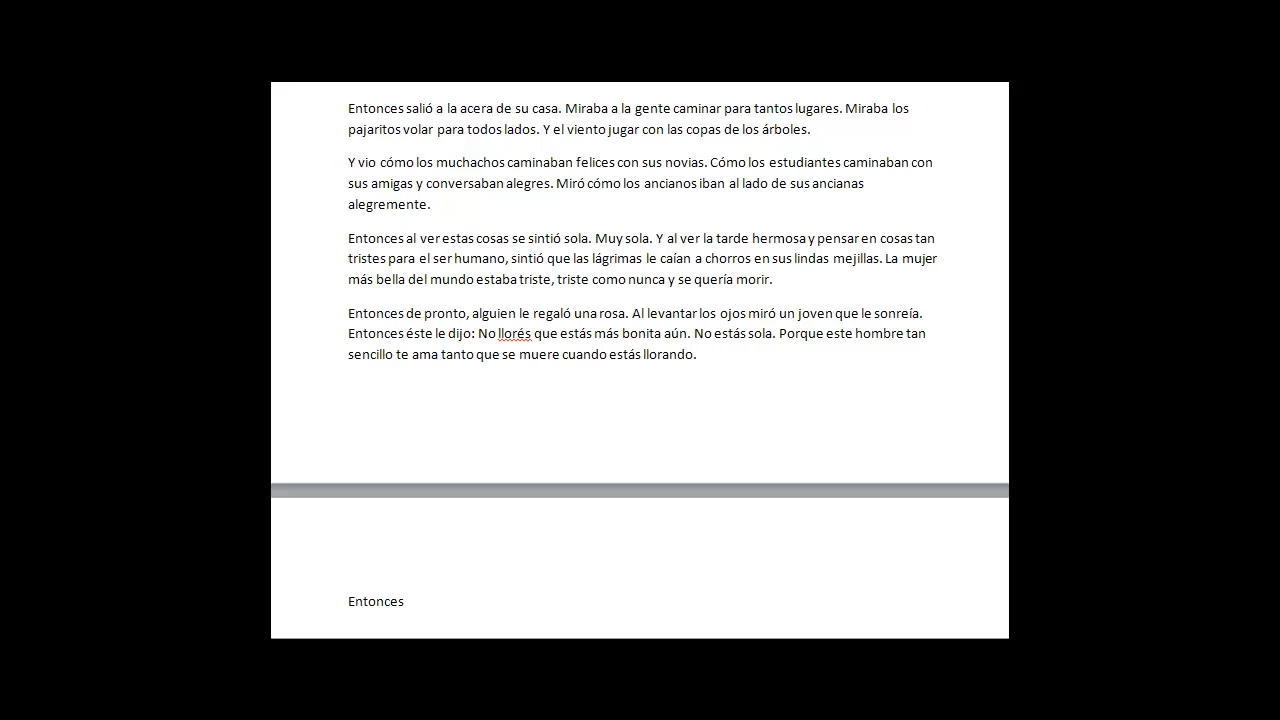 Entonces salió a la acera de su casa. Miraba a la gente caminar para tantos lugares. Miraba los
pajaritos volar para todos lados. Y el viento jugar con las copas de los árboles.
Y vio cómo los muchachos caminaban felices con sus novias. Cómo los estudiantes caminaban con
sus amigas y conversaban alegres. Miró cómo los ancianos iban al lado de sus ancianas
alegremente.
Entonces al ver estas cosas se sintió sola. Muy sola. Y al ver la tarde hermosa y pensar en cosas tan
tristes para el ser humano, sintió que las lágrimas le caían a chorros en sus lindas mejillas. La mujer
más bella del mundo estaba triste, triste como nunca y se quería morir.
Entonces de pronto, alguien le regaló una rosa. Al levantar los ojos miró un joven que le sonreía.
Entonces éste le dijo: No llorés que estás más bonita aún. No estás sola. Porque este hombre tan
sencillo te ama tanto que se muere cuando estás llorando.
Entonces